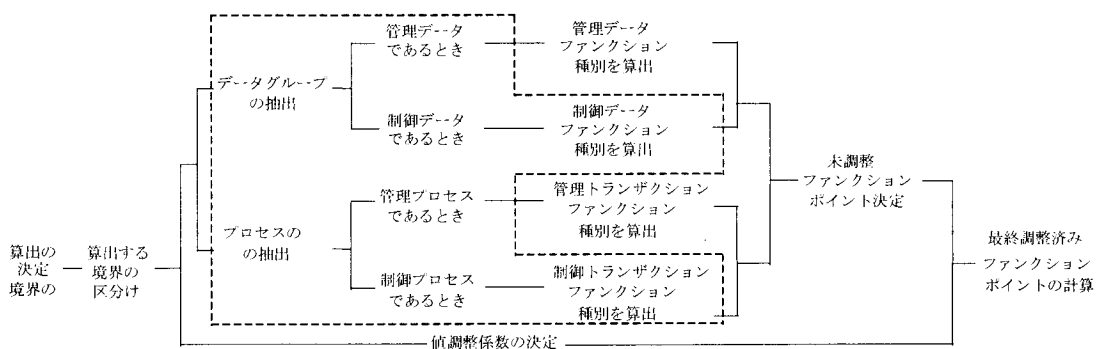 算出の
決定
境界の
算出する
境界の
区分け
データグループ
の抽出
管理データ
であるとき
管理データ
ファンクション
種別を算出
制御データ
であるとき
制御データ
ファンクション
種別を算出
プロセスの
の抽出
管理プロセス
であるとき
管理トランザクション
ファンクション
種別を算出
制御プロセス
であるとき
制御トランザクション
ファンクション
種別を算出
未調整
ファンクション
ポイント決定
最終調整済み
ファンクション
ポイントの計算
値調整係数の決定